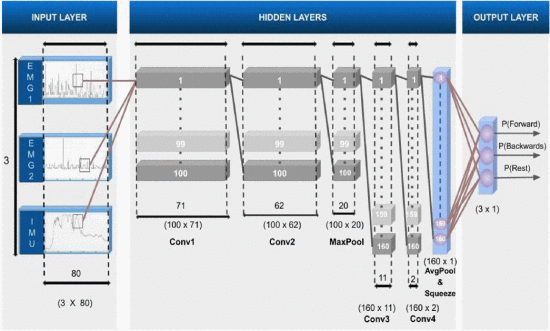 INPUT LAYER
HIDDEN LAYERS
OUTPUT LAYER
EMG1
EMG2
IMU
3
80
(3 X 80)
1
99
100
71
(100 x 71)
Conv1
1
99
100
62
(100 x 62)
Conv2
1
99
100
20
(100 x 20)
MaxPool
1
159
160
11
(160 x 11)
Conv3
1
159
160
2
(160 x 2)
Conv4
159
160
(160 x 1)
AvgPool
&
Squeeze
(3 x 1)
P(Forward)
P(Backwards)
P(Rest)